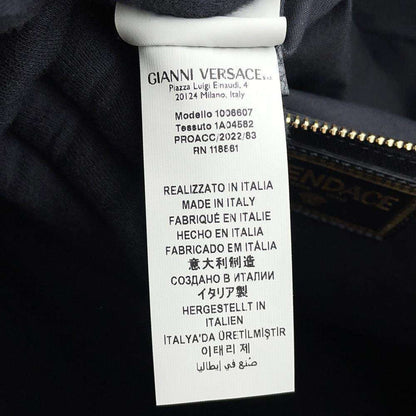 GIANNI VERSACE s.r.l.
Piazza Luigi Einaudi, 4
20124 Milano, Italy
Modello 1006607
Tessuto 1A04582
PROACC/2022/83
RN 118881
REALIZZATO IN ITALIA
MADE IN ITALY
FABRIQUÉ EN ITALIE
HECHO EN ITALIA
FABRICADO EM ITÁLIA
意大利制造
СОЗДАНО В ИТАЛИИ
イタリア製
HERGESTELLT IN
ITALIEN
İTALYA'DA ÜRETİLMİŞTİR
이태리 제
صنع في إيطاليا
ENDACE